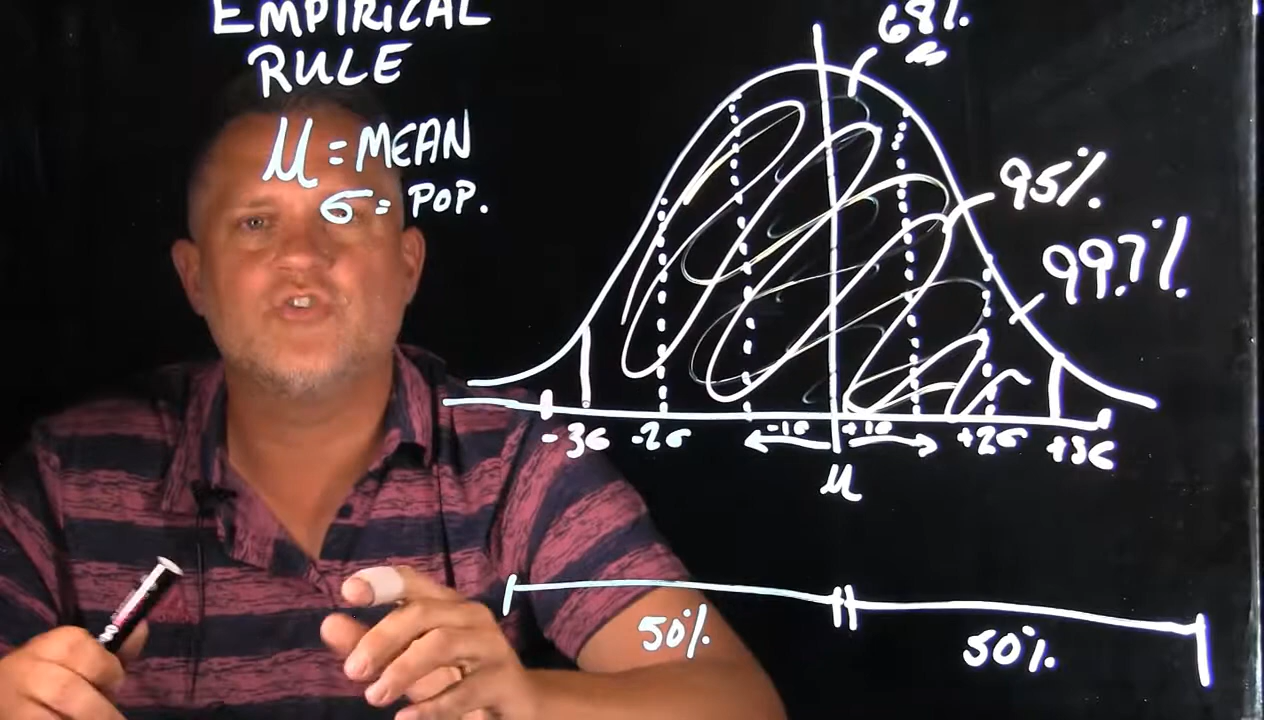 EMPIRICAL
RULE
μ = MEAN
σ = POP.
68%
95%
99.7%
-3σ -2σ -1σ +1σ +2σ +3σ
μ
50% 50%